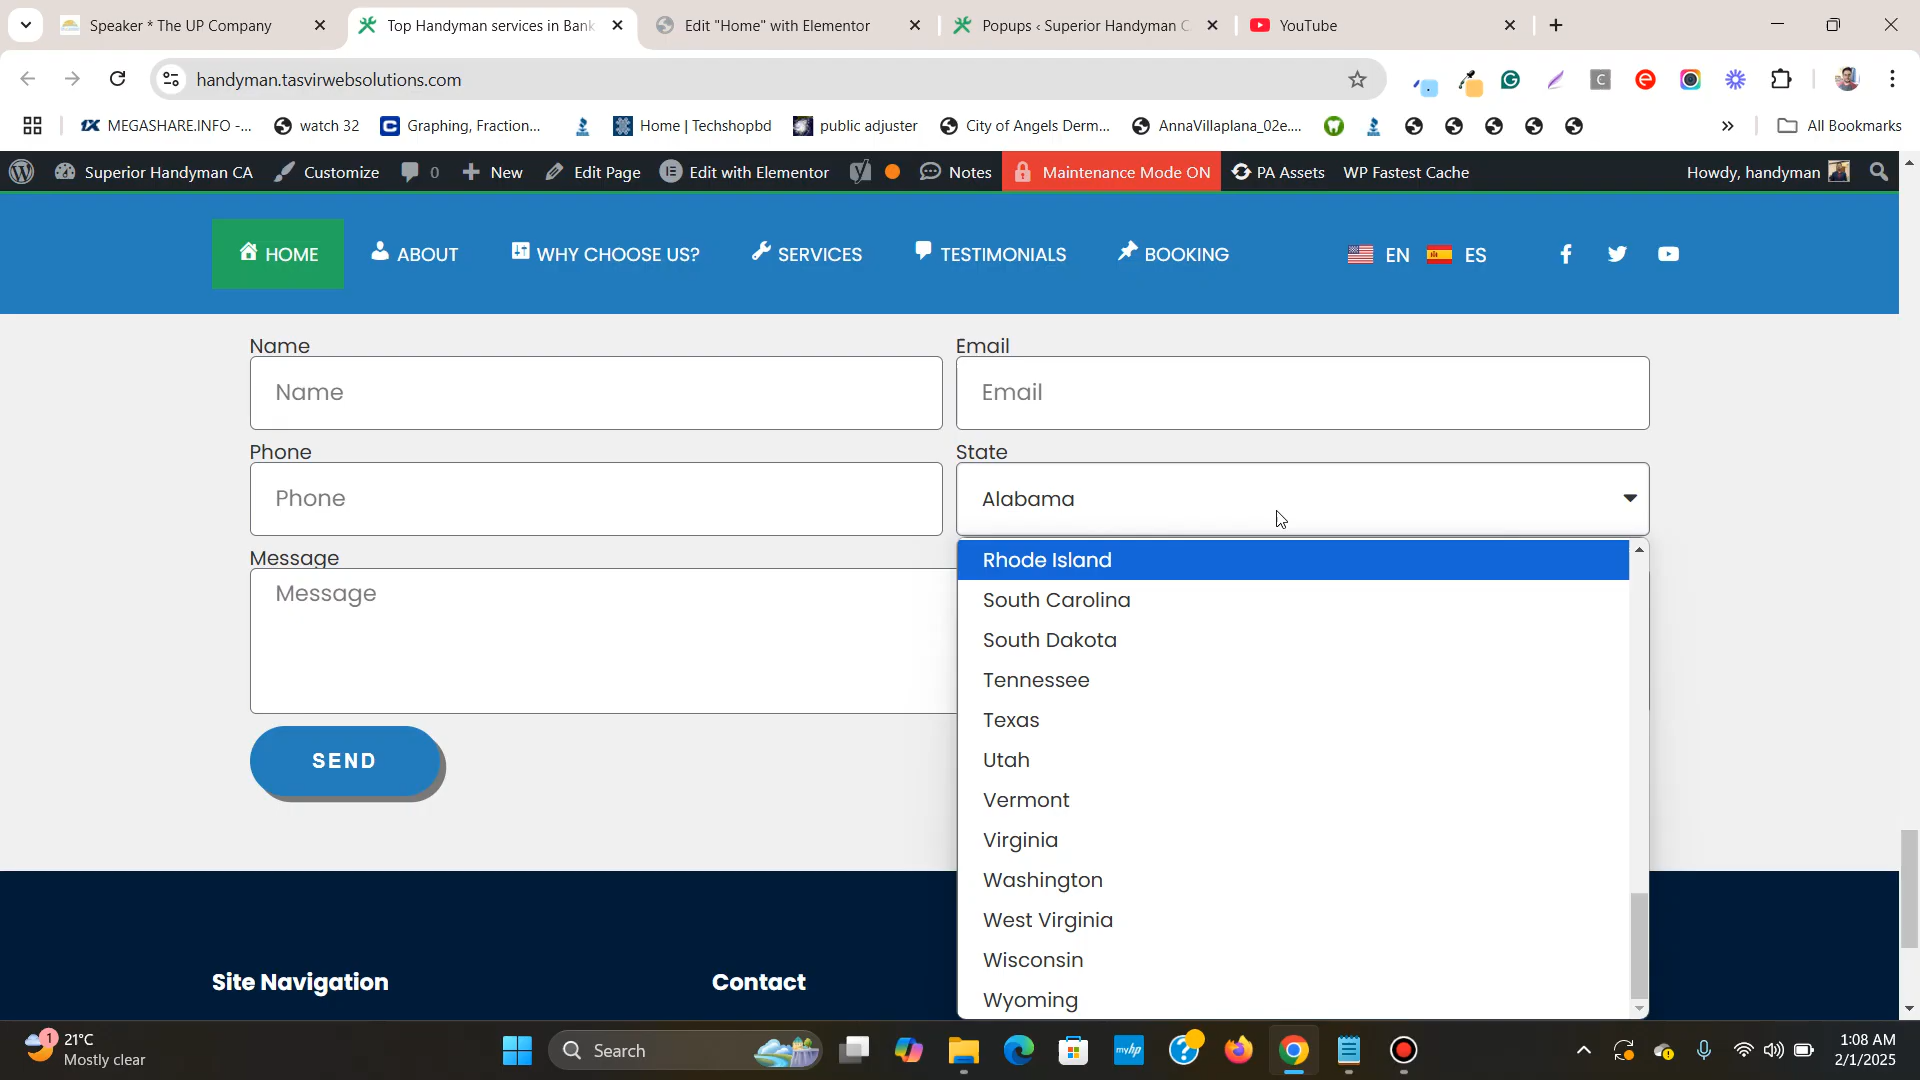 Speaker * The UP Company
Top Handyman services in Bank
Edit "Home" with Elementor
Popups ‹ Superior Handyman C
YouTube
handyman.tasvirwebsolutions.com
MEGASHARE.INFO -...
watch 32
Graphing, Fraction...
Home | Techshopbd
public adjuster
City of Angels Derm...
AnnaVillaplana_02e....
All Bookmarks
Superior Handyman CA
Customize
0
New
Edit Page
Edit with Elementor
Notes
Maintenance Mode ON
PA Assets
WP Fastest Cache
Howdy, handyman
HOME
ABOUT
WHY CHOOSE US?
SERVICES
TESTIMONIALS
BOOKING
EN
ES
Name
Email
Name
Email
Phone
State
Phone
Alabama
Message
Message
Rhode Island
South Carolina
South Dakota
Tennessee
Texas
Utah
Vermont
Virginia
Washington
West Virginia
Wisconsin
Wyoming
SEND
Site Navigation
Contact
1
21°C
Mostly clear
Search
myhp
1:08 AM
2/1/2025